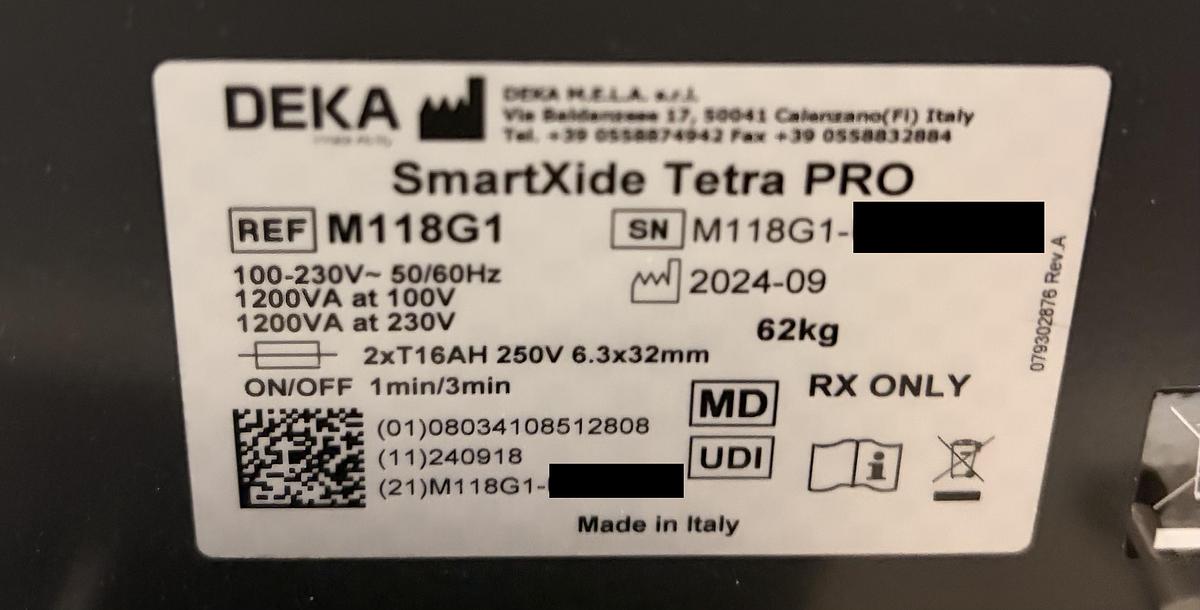 DEKA
DEKA M.E.L.A. s.r.l.
Via Baldanzese 17, 50041 Calenzano(FI) Italy
Tel. +39 0558874942 Fax +39 0558832884
SmartXide Tetra PRO
REF M118G1
SN M118G1-
100-230V~ 50/60Hz
1200VA at 100V
1200VA at 230V
2024-09
62kg
2xT16AH 250V 6.3x32mm
ON/OFF 1min/3min
(01)08034108512808
(11)240918
(21)M118G1-
MD
UDI
RX ONLY
Made in Italy
079302876 Rev.A